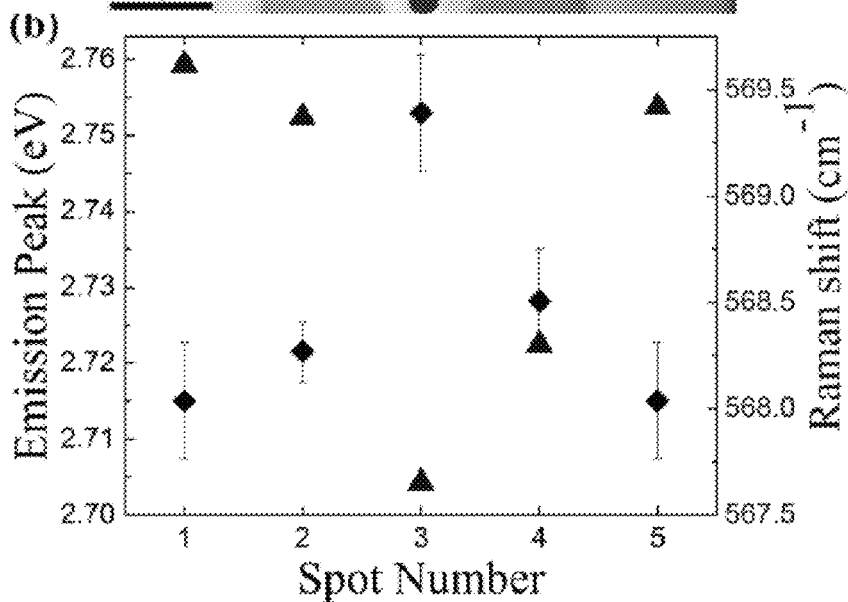 (b)
Emission Peak (eV)
2.76
2.75
2.74
2.73
2.72
2.71
2.70
569.5
569.0
568.5
568.0
567.5
Raman shift (cm⁻¹)
1 2 3 4 5
Spot Number